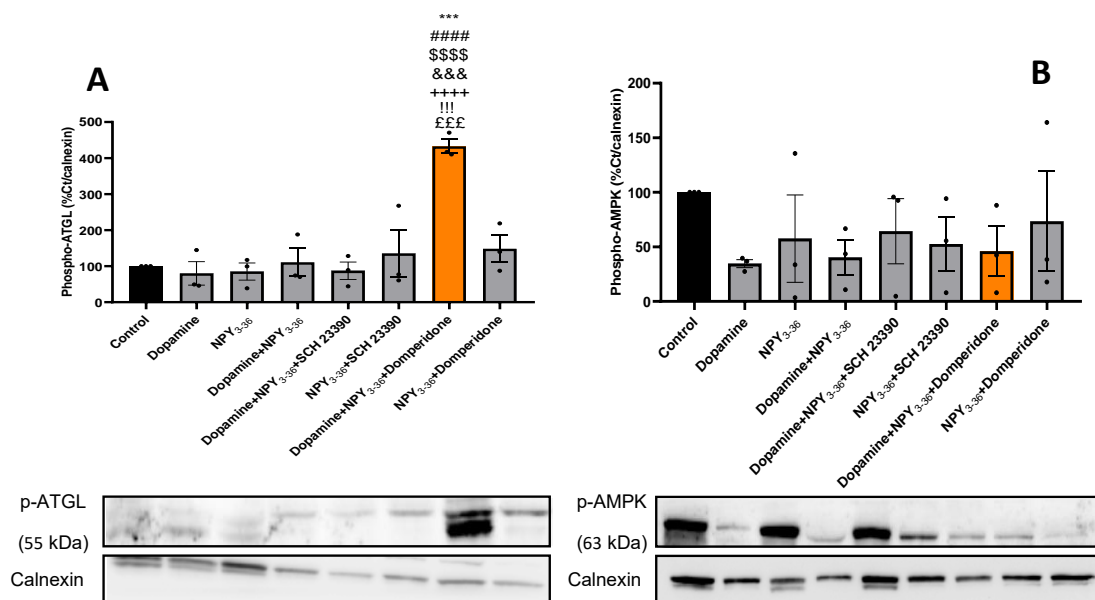 A
***
####
$$$$
&&&
++++
!!!
£££
Phospho-ATGL (%Ct/calnexin)
500
400
300
200
100
0
Control
Dopamine
NPY3-36
Dopamine+NPY3-36
Dopamine+NPY3-36+SCH 23390
NPY3-36+SCH 23390
Dopamine+NPY3-36+Domperidone
NPY3-36+Domperidone
B
Phospho-AMPK (%Ct/calnexin)
200
150
100
50
0
Control
Dopamine
NPY3-36
Dopamine+NPY3-36
Dopamine+NPY3-36+SCH 23390
NPY3-36+SCH 23390
Dopamine+NPY3-36+Domperidone
NPY3-36+Domperidone
p-ATGL
(55 kDa)
Calnexin
p-AMPK
(63 kDa)
Calnexin